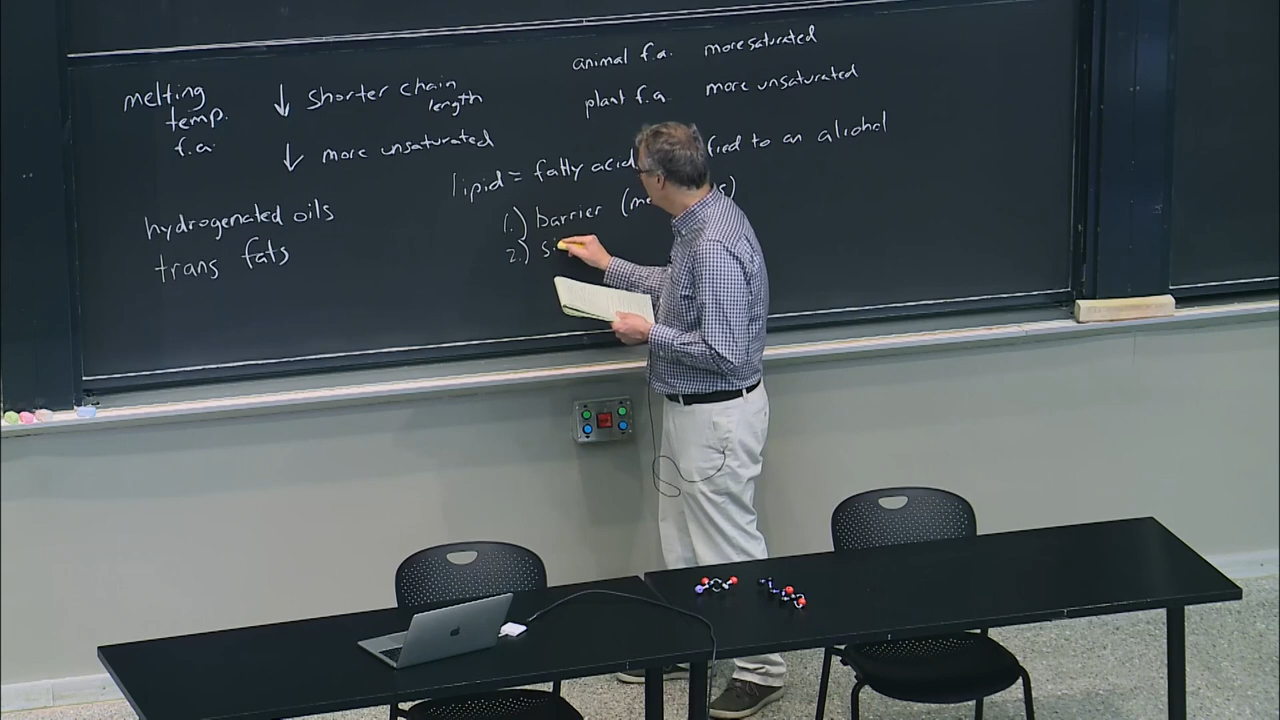 melting
temp.
f.a.
↓ shorter chain
length
↓ more unsaturated
hydrogenated oils
trans fats
animal f.a. more saturated
plant f.a. more unsaturated
lipid = fatty acid to an alcohol
1.) barrier
2.)